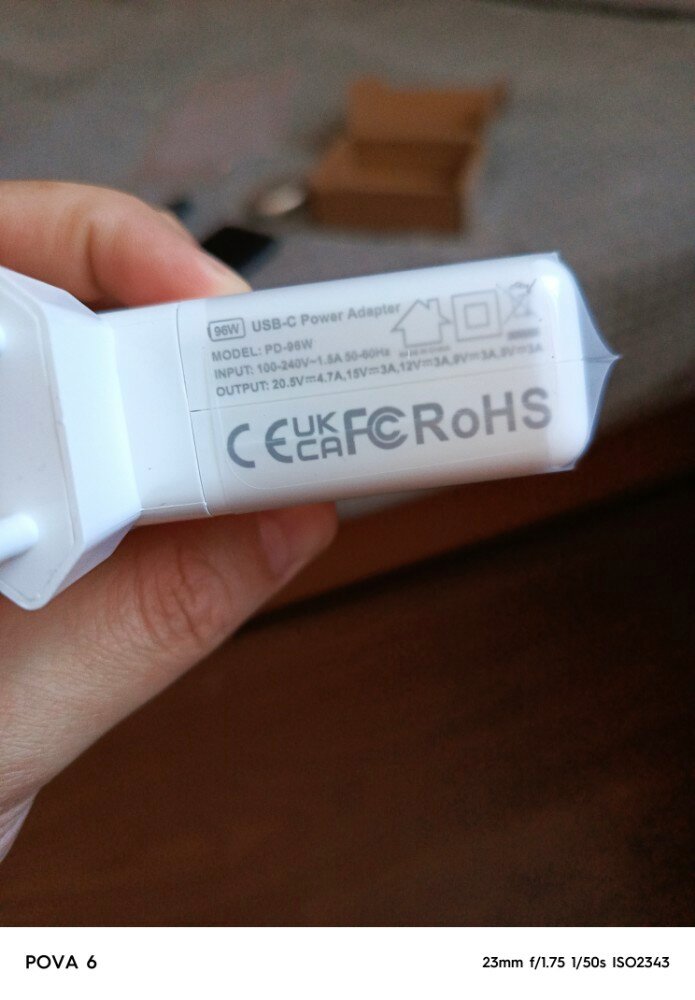 96W USB-C Power Adapter
MODEL: PD-96W
INPUT: 100-240V~1.5A 50-60Hz
OUTPUT: 20.5V⎓4.7A,15V⎓3A,12V⎓3A,9V⎓3A,5V⎓3A
CE UK CA FC RoHS
POVA 6
23mm f/1.75 1/50s ISO2343